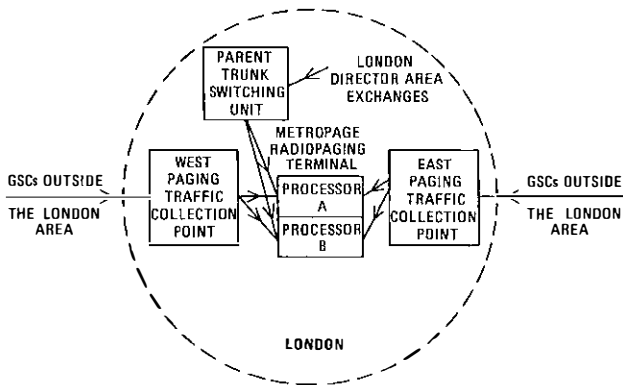 PARENT
TRUNK
SWITCHING
UNIT
LONDON
DIRECTOR AREA
EXCHANGES
METROPAGE
RADIOPAGING
TERMINAL
GSCs OUTSIDE
THE LONDON
AREA
WEST
PAGING
TRAFFIC
COLLECTION
POINT
PROCESSOR
A
PROCESSOR
B
EAST
PAGING
TRAFFIC
COLLECTION
POINT
GSCs OUTSIDE
THE LONDON
AREA
LONDON